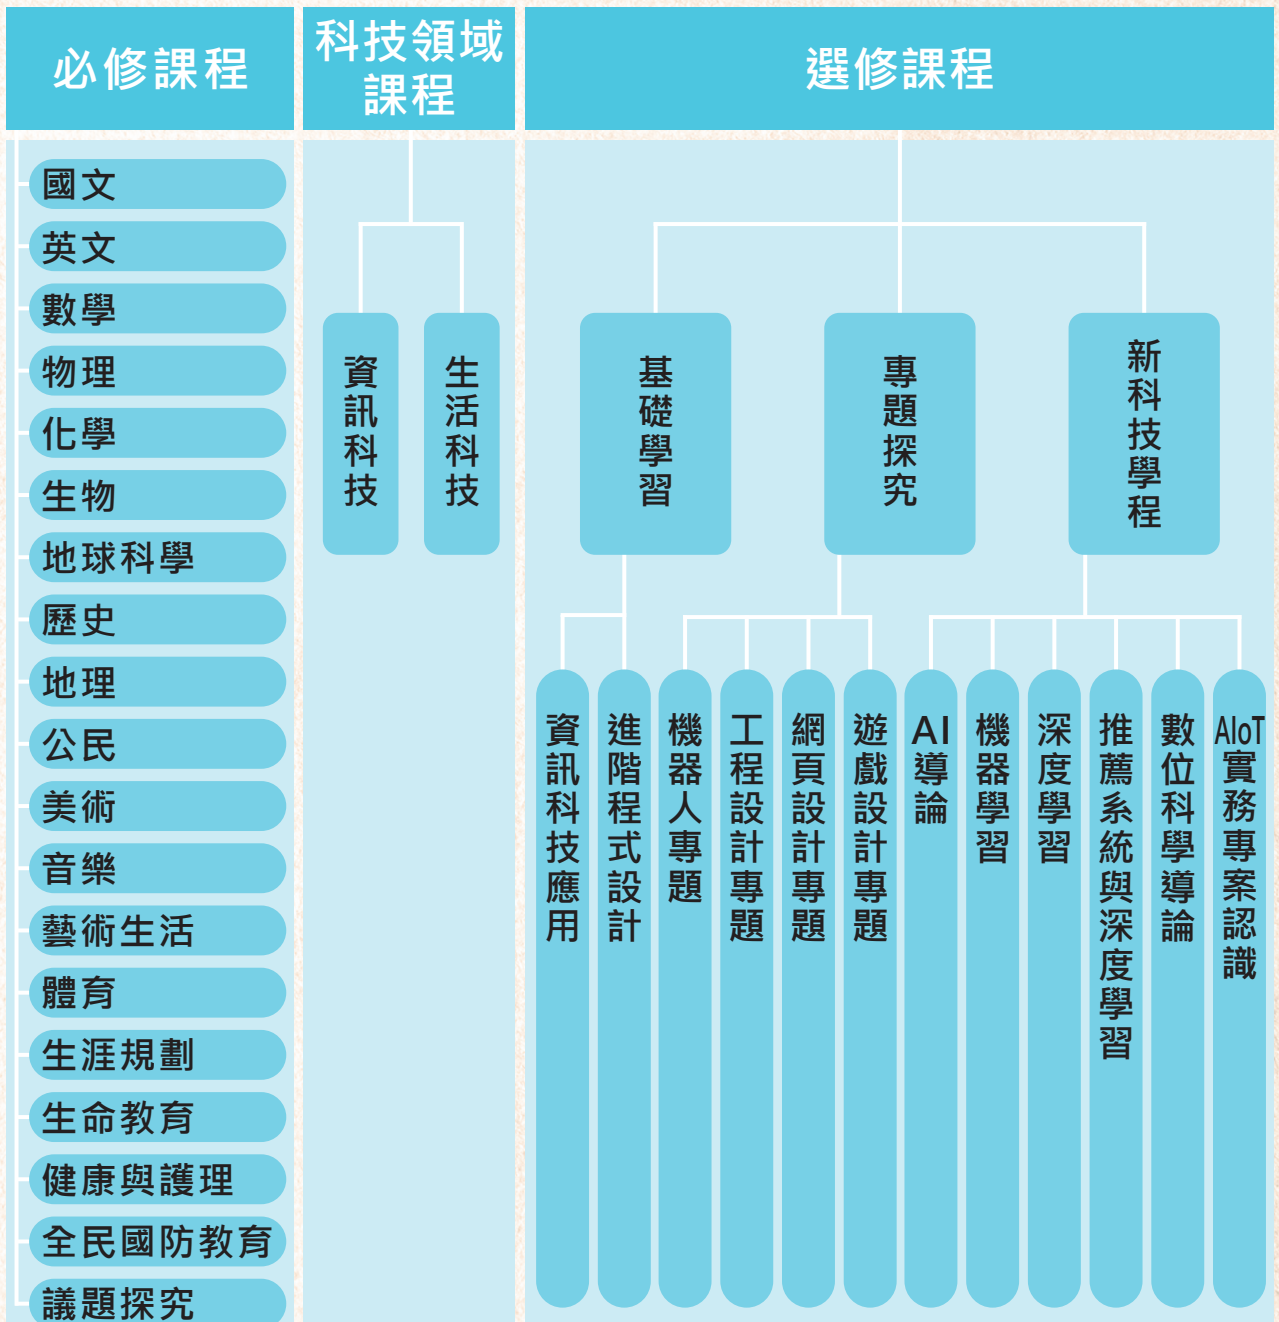 必修課程
國文
英文
數學
物理
化學
生物
地球科學
歷史
地理
公民
美術
音樂
藝術生活
體育
生涯規劃
生命教育
健康與護理
全民國防教育
議題探究
科技領域
課程
資訊科技
生活科技
選修課程
基礎學習
專題探究
新科技學程
資訊科技應用
進階程式設計
機器人專題
工程設計專題
網頁設計專題
遊戲設計專題
AI導論
機器學習
深度學習
推薦系統與深度學習
數位科學導論
AIoT實務專案認識